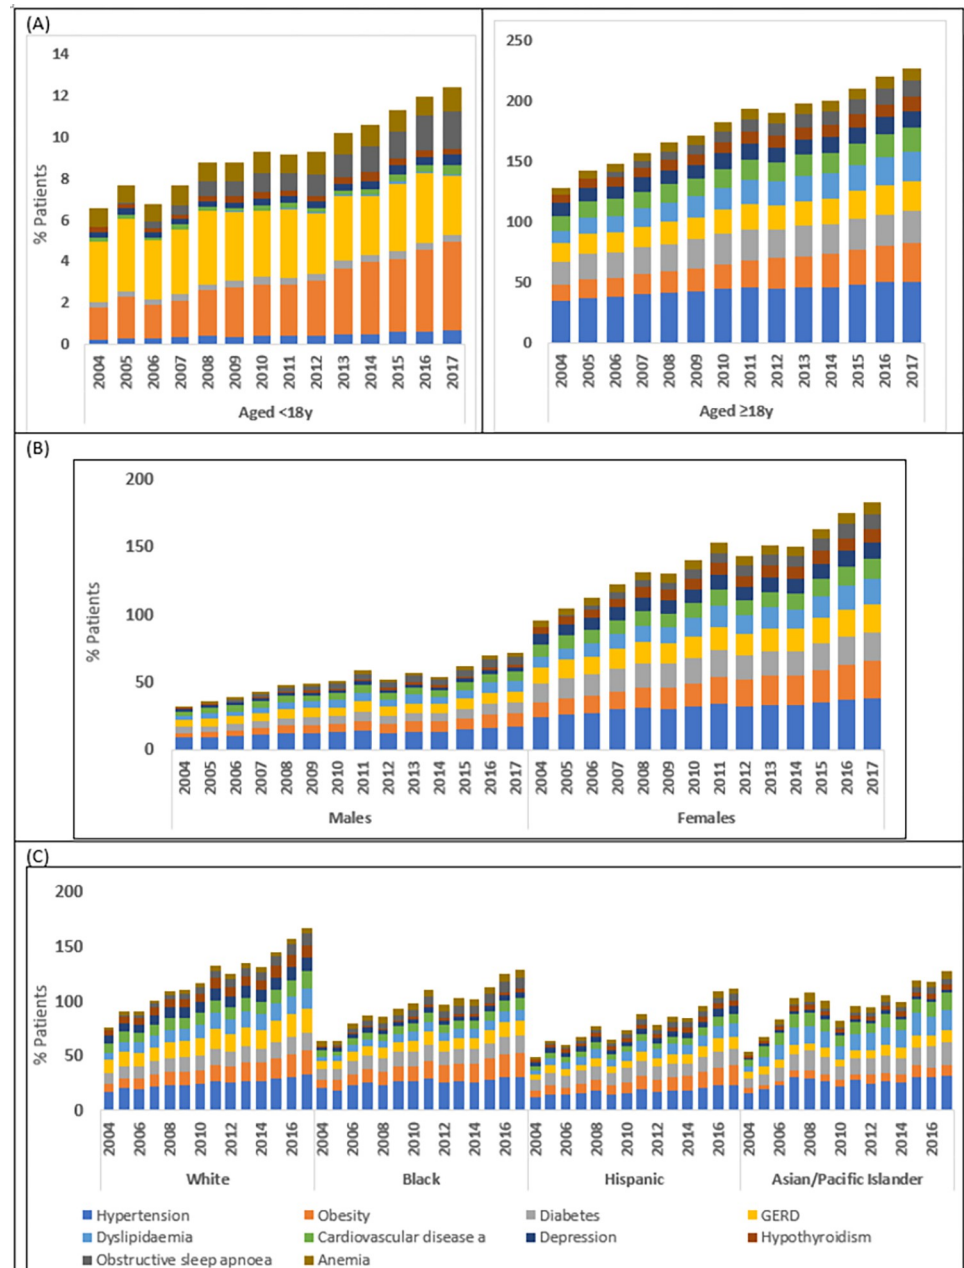 (A)
14
12
10
8
6
4
2
0
% Patients
2004 2005 2006 2007 2008 2009 2010 2011 2012 2013 2014 2015 2016 2017
Aged <18y
250
200
150
100
50
0
2004 2005 2006 2007 2008 2009 2010 2011 2012 2013 2014 2015 2016 2017
Aged ≥18y
(B)
200
150
100
50
0
% Patients
2004 2005 2006 2007 2008 2009 2010 2011 2012 2013 2014 2015 2016 2017 2004 2005 2006 2007 2008 2009 2010 2011 2012 2013 2014 2015 2016 2017
Males Females
(C)
200
150
100
50
0
% Patients
2004 2006 2008 2010 2012 2014 2016 2004 2006 2008 2010 2012 2014 2016 2004 2006 2008 2010 2012 2014 2016 2004 2006 2008 2010 2012 2014 2016
White Black Hispanic Asian/Pacific Islander
Hypertension Obesity Diabetes GERD
Dyslipidaemia Cardiovascular disease a Depression Hypothyroidism
Obstructive sleep apnoea Anemia